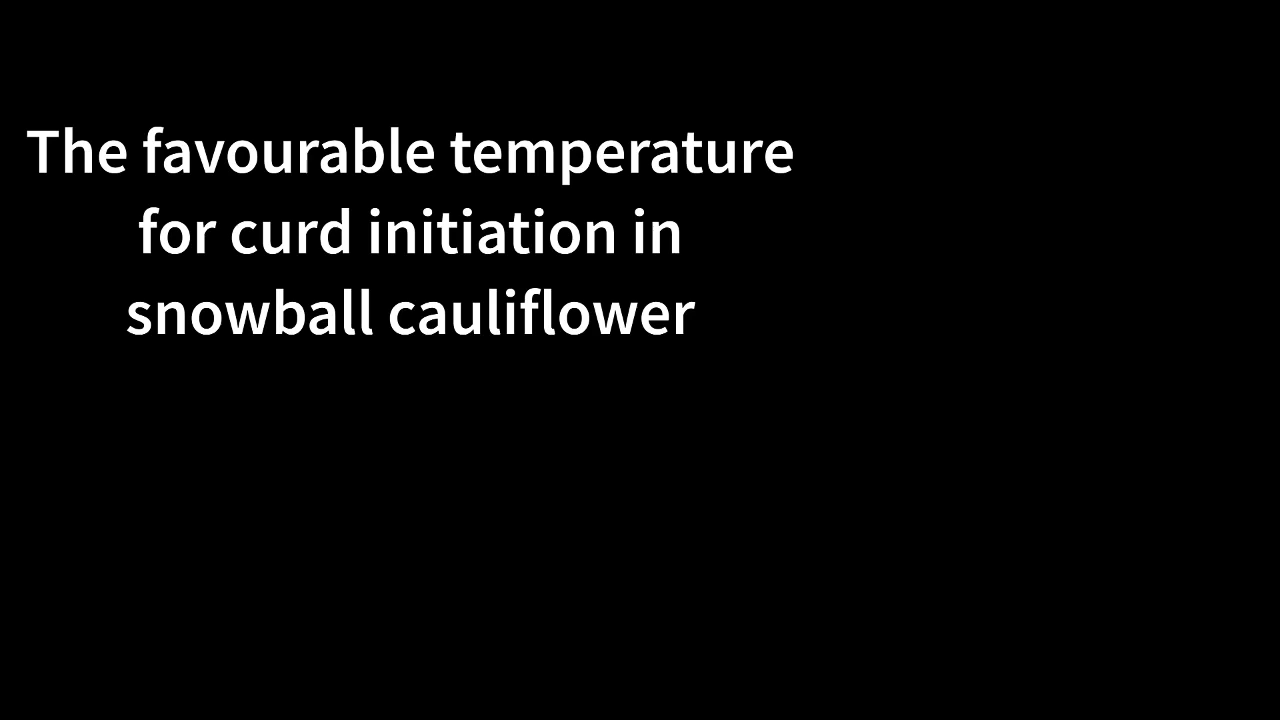 The favourable temperature
for curd initiation in
snowball cauliflower